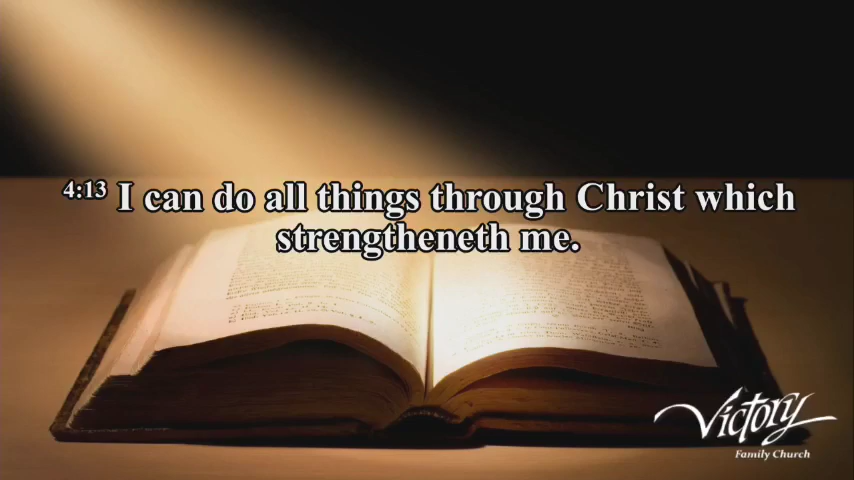 4:13 I can do all things through Christ which
strengtheneth me.
Victory
Family Church